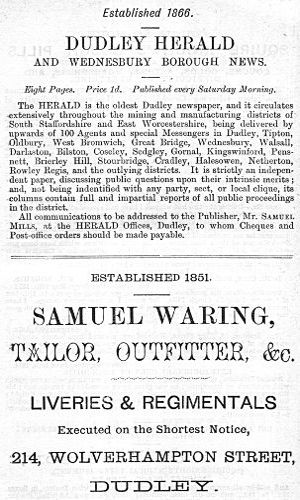 Established 1866.
DUDLEY HERALD
AND WEDNESBURY BOROUGH NEWS.
Eight Pages. Price 1d. Published every Saturday Morning.
The HERALD is the oldest Dudley newspaper, and it circulates
extensively throughout the mining and manufacturing districts of
South Staffordshire and East Worcestershire, being delivered by
upwards of 100 Agents and special Messengers in Dudley, Tipton,
Oldbury, West Bromwich, Great Bridge, Wednesbury, Walsall,
Darlaston, Bilston, Coseley, Sedgley, Gornal, Kingswinford, Pens-
nett, Brierley Hill, Stourbridge, Cradley, Halesowen, Netherton,
Rowley Regis, and the outlying districts. It is strictly an inde-
pendent paper, discussing public questions upon their intrinsic merits;
and, not being indentified with any party, sect, or local clique, its
columns contain full and impartial reports of all public proceedings
in the district.
All communications to be addressed to the Publisher, Mr. SAMUEL
MILLS, at the HERALD Offices, Dudley, to whom Cheques and
Post-office orders should be made payable.
ESTABLISHED 1851.
SAMUEL WARING,
TAILOR, OUTFITTER, &c.
LIVERIES & REGIMENTALS
Executed on the Shortest Notice,
214, WOLVERHAMPTON STREET,
DUDLEY.